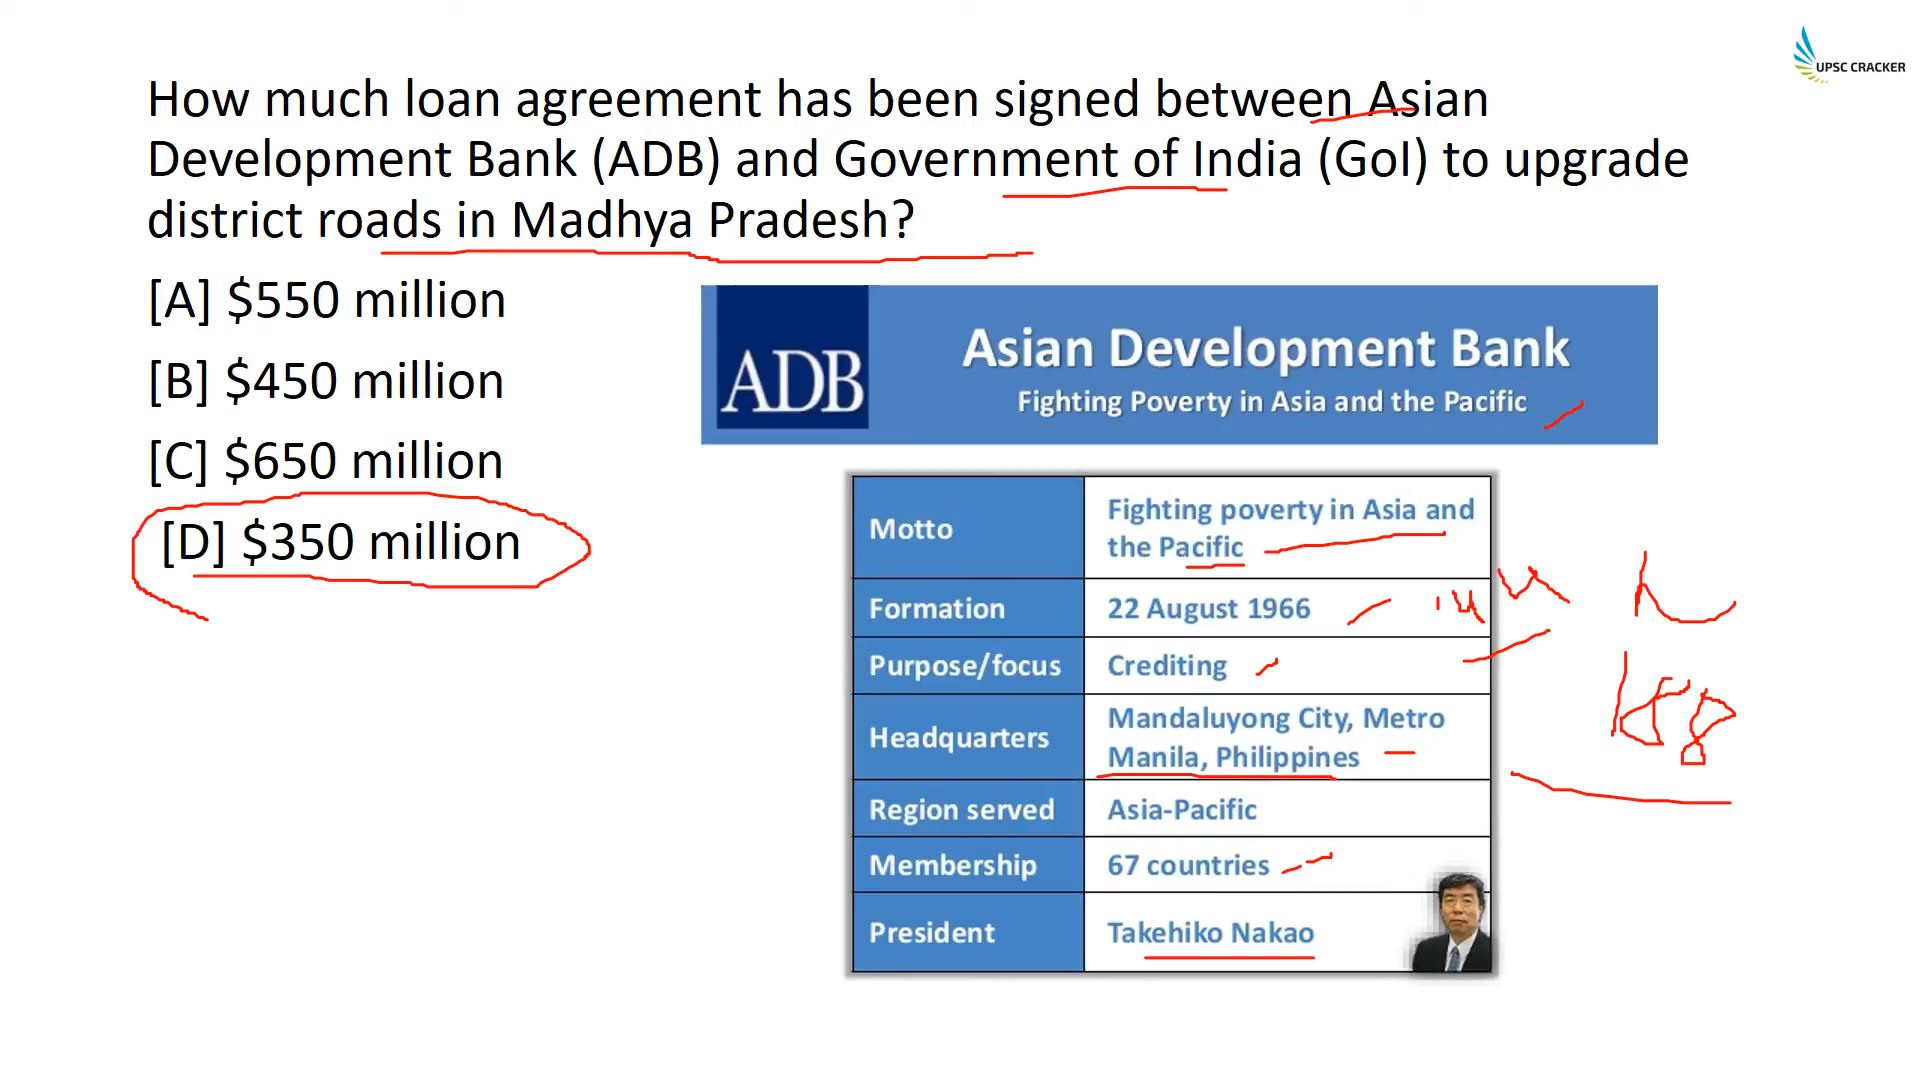 UPSC CRACKER
How much loan agreement has been signed between Asian
Development Bank (ADB) and Government of India (GoI) to upgrade
district roads in Madhya Pradesh?
[A] $550 million
[B] $450 million
[C] $650 million
[D] $350 million
ADB
Asian Development Bank
Fighting Poverty in Asia and the Pacific
Motto
Fighting poverty in Asia and
the Pacific
Formation
22 August 1966
Purpose/focus
Crediting
Headquarters
Mandaluyong City, Metro
Manila, Philippines
Region served
Asia-Pacific
Membership
67 countries
President
Takehiko Nakao